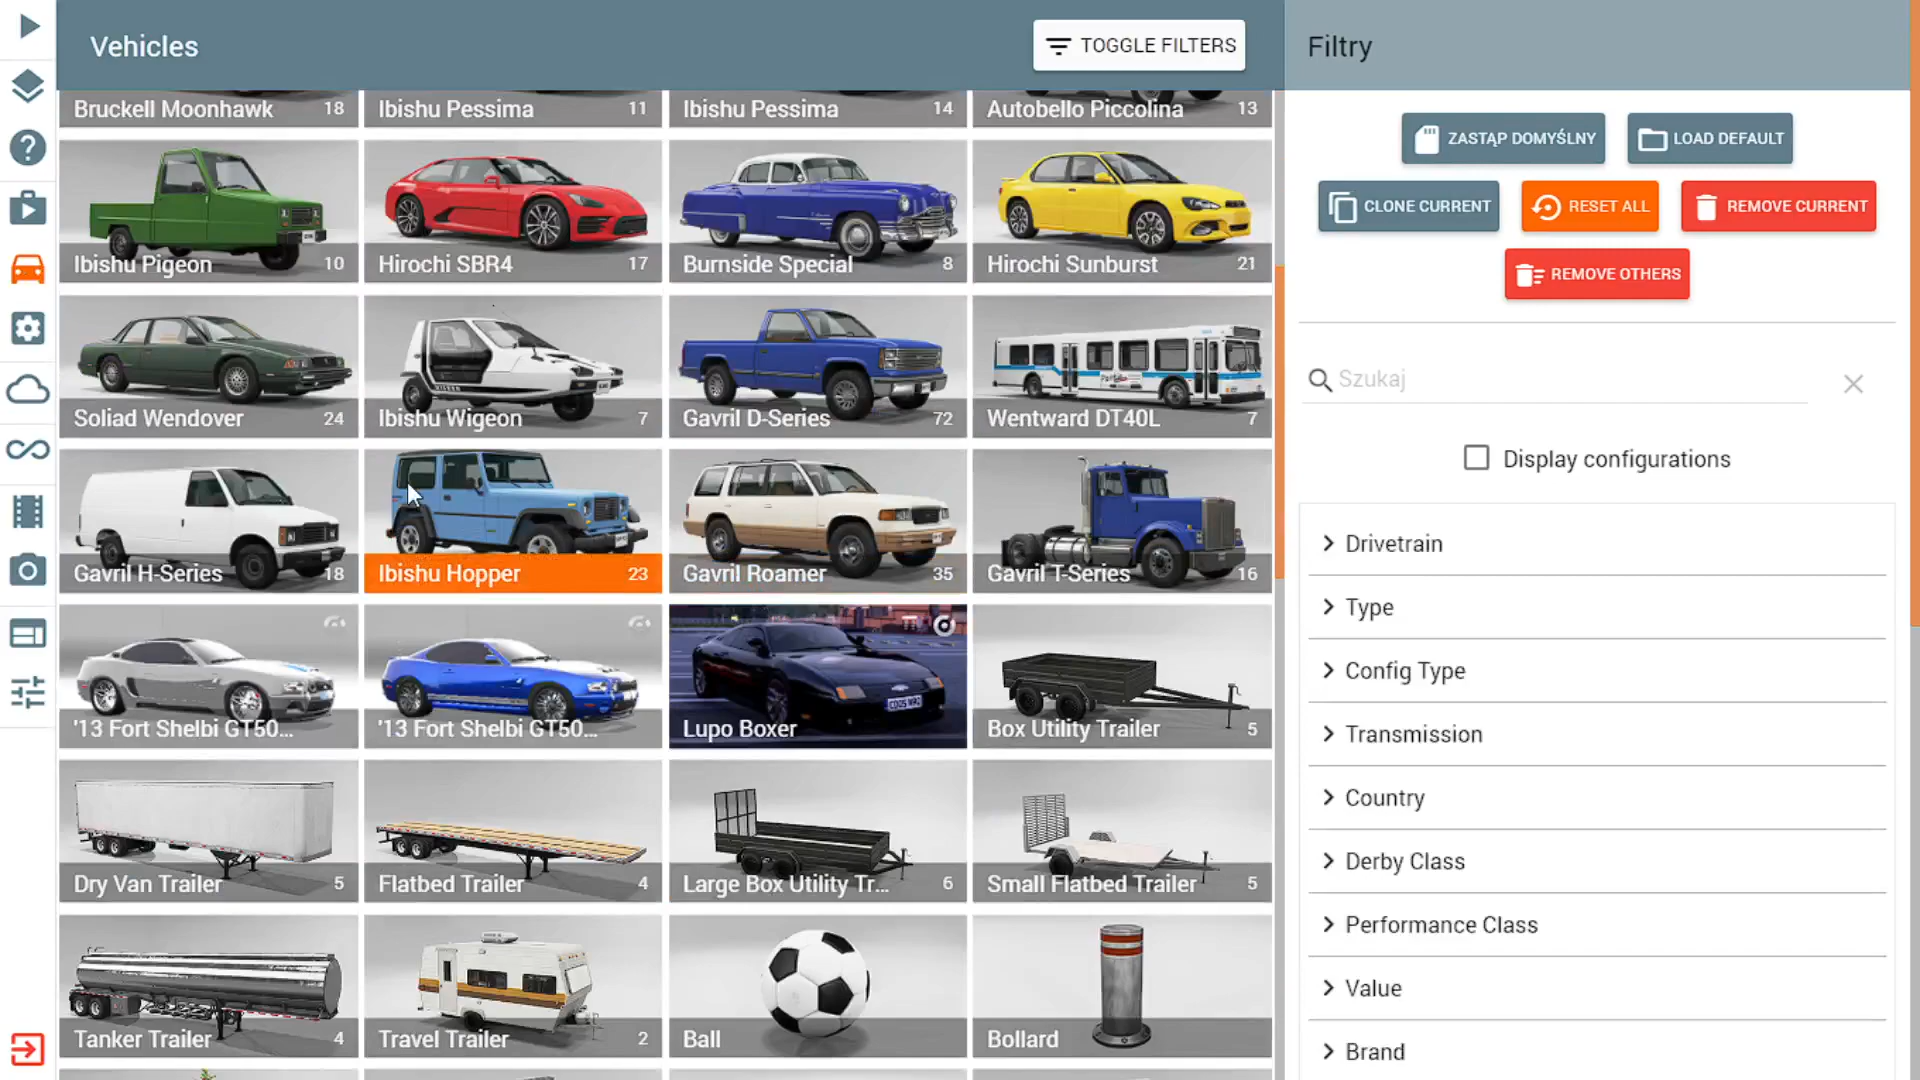 Vehicles
TOGGLE FILTERS
Filtry
Bruckell Moonhawk 18
Ibishu Pessima 11
Ibishu Pessima 14
Autobello Piccolina 13
Ibishu Pigeon 10
Hirochi SBR4 17
Burnside Special 8
Hirochi Sunburst 21
Soliad Wendover 24
Ibishu Wigeon 7
Gavril D-Series 72
Wentward DT40L 7
Gavril H-Series 18
Ibishu Hopper 23
Gavril Roamer 35
Gavril T-Series 16
'13 Fort Shelbi GT50...
'13 Fort Shelbi GT50...
Lupo Boxer
Box Utility Trailer 5
Dry Van Trailer 5
Flatbed Trailer 4
Large Box Utility Tr... 6
Small Flatbed Trailer 5
Tanker Trailer 4
Travel Trailer 2
Ball
Bollard
ZASTĄP DOMYŚLNY
LOAD DEFAULT
CLONE CURRENT
RESET ALL
REMOVE CURRENT
REMOVE OTHERS
Szukaj
Display configurations
Drivetrain
Type
Config Type
Transmission
Country
Derby Class
Performance Class
Value
Brand